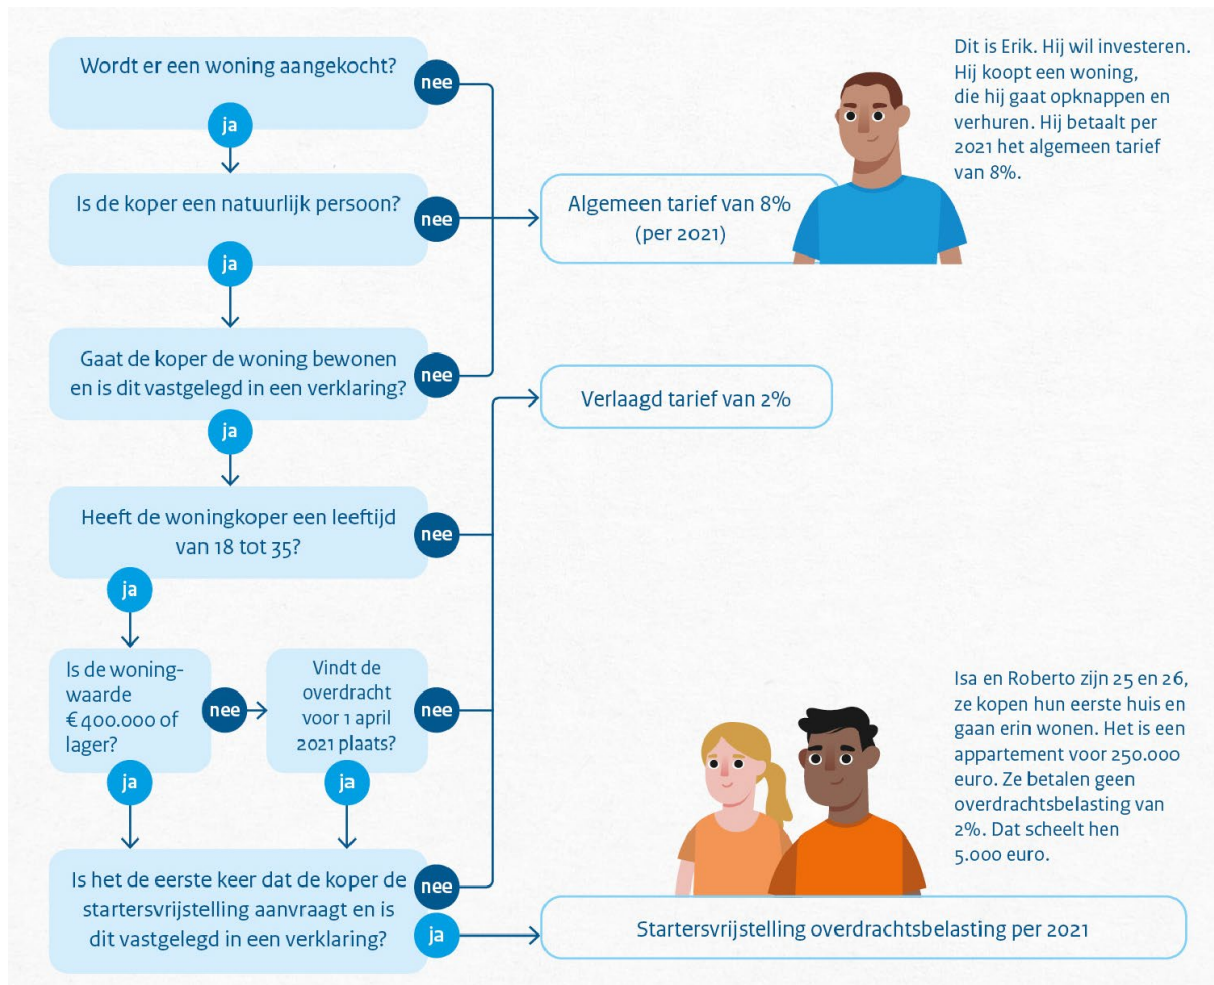 Wordt er een woning aangekocht?
nee
ja
Is de koper een natuurlijk persoon?
nee
ja
Gaat de koper de woning bewonen
en is dit vastgelegd in een verklaring?
nee
ja
Heeft de woningkoper een leeftijd
van 18 tot 35?
nee
ja
Is de woning-
waarde
€400.000 of
lager?
nee
ja
Vindt de
overdracht
voor 1 april
2021 plaats?
nee
ja
Is het de eerste keer dat de koper de
startersvrijstelling aanvraagt en is
dit vastgelegd in een verklaring?
nee
ja
Algemeen tarief van 8%
(per 2021)
Dit is Erik. Hij wil investeren.
Hij koopt een woning,
die hij gaat opknappen en
verhuren. Hij betaalt per
2021 het algemeen tarief
van 8%.
Verlaagd tarief van 2%
Isa en Roberto zijn 25 en 26,
ze kopen hun eerste huis en
gaan erin wonen. Het is een
appartement voor 250.000
euro. Ze betalen geen
overdrachtsbelasting van
2%. Dat scheelt hen
5.000 euro.
Startersvrijstelling overdrachtsbelasting per 2021